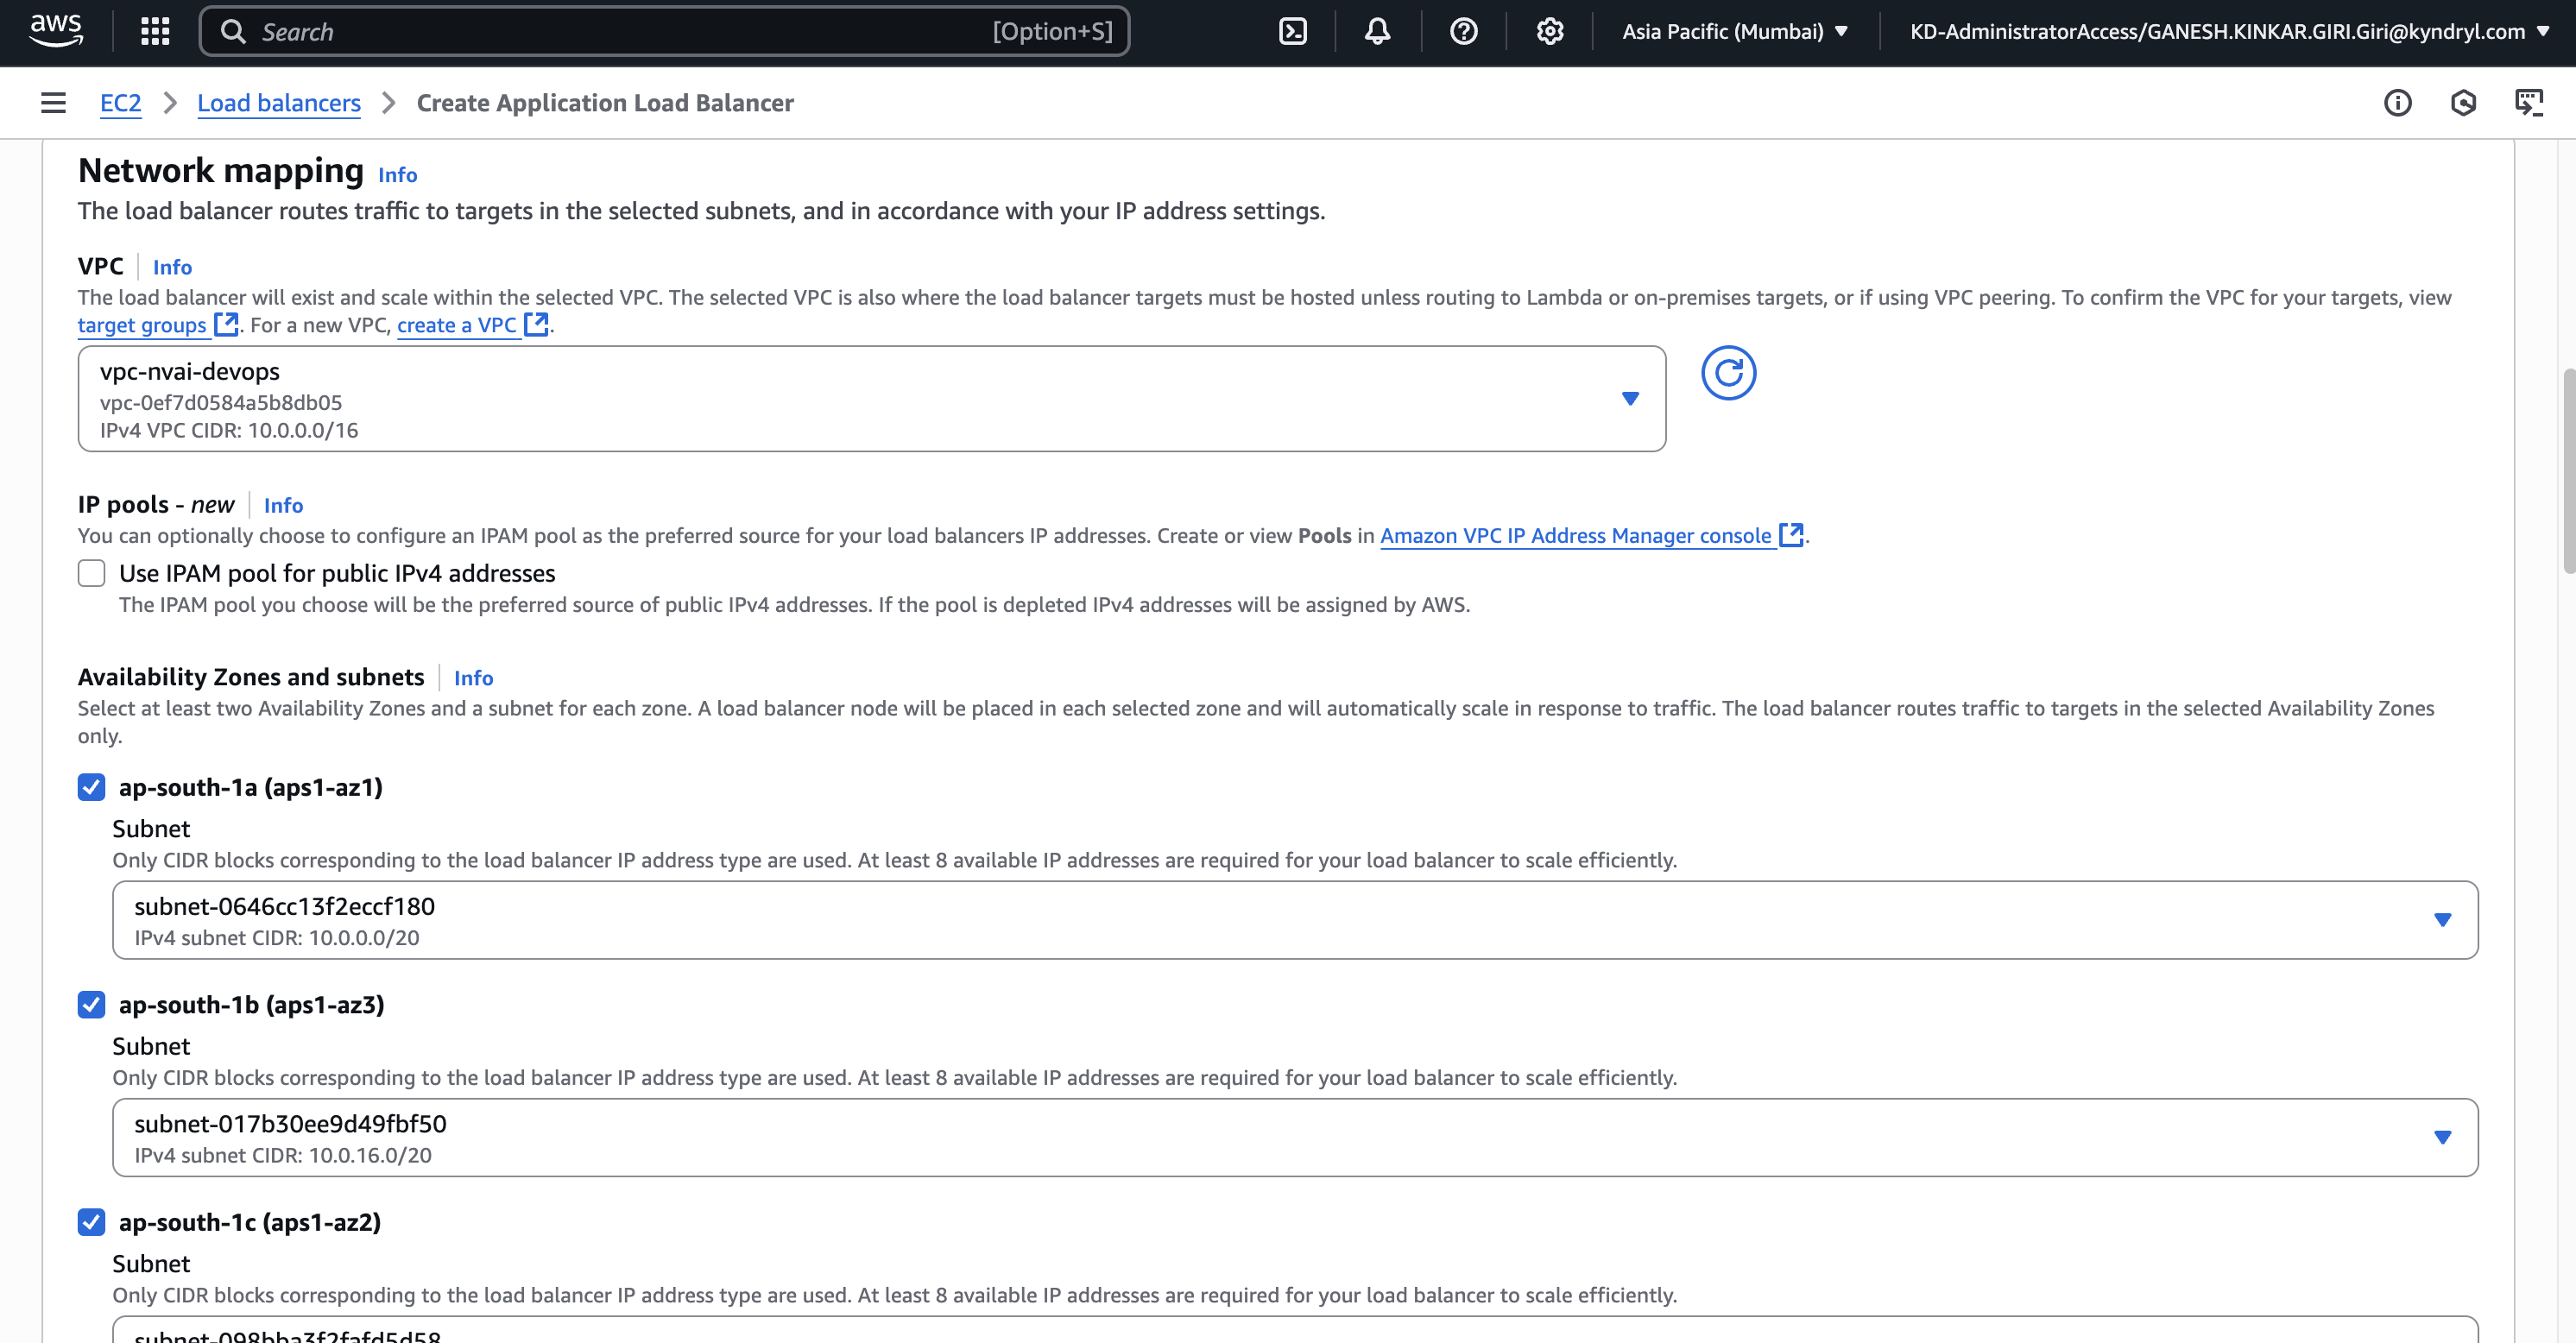 aws
Search
[Option+S]
Asia Pacific (Mumbai)
KD-AdministratorAccess/GANESH.KINKAR.GIRI.Giri@kyndryl.com
EC2
Load balancers
Create Application Load Balancer
Network mapping Info
The load balancer routes traffic to targets in the selected subnets, and in accordance with your IP address settings.
VPC Info
The load balancer will exist and scale within the selected VPC. The selected VPC is also where the load balancer targets must be hosted unless routing to Lambda or on-premises targets, or if using VPC peering. To confirm the VPC for your targets, view
target groups. For a new VPC, create a VPC.
vpc-nvai-devops
vpc-0ef7d0584a5b8db05
IPv4 VPC CIDR: 10.0.0.0/16
IP pools - new Info
You can optionally choose to configure an IPAM pool as the preferred source for your load balancers IP addresses. Create or view Pools in Amazon VPC IP Address Manager console.
Use IPAM pool for public IPv4 addresses
The IPAM pool you choose will be the preferred source of public IPv4 addresses. If the pool is depleted IPv4 addresses will be assigned by AWS.
Availability Zones and subnets Info
Select at least two Availability Zones and a subnet for each zone. A load balancer node will be placed in each selected zone and will automatically scale in response to traffic. The load balancer routes traffic to targets in the selected Availability Zones
only.
ap-south-1a (aps1-az1)
Subnet
Only CIDR blocks corresponding to the load balancer IP address type are used. At least 8 available IP addresses are required for your load balancer to scale efficiently.
subnet-0646cc13f2eccf180
IPv4 subnet CIDR: 10.0.0.0/20
ap-south-1b (aps1-az3)
Subnet
Only CIDR blocks corresponding to the load balancer IP address type are used. At least 8 available IP addresses are required for your load balancer to scale efficiently.
subnet-017b30ee9d49fbf50
IPv4 subnet CIDR: 10.0.16.0/20
ap-south-1c (aps1-az2)
Subnet
Only CIDR blocks corresponding to the load balancer IP address type are used. At least 8 available IP addresses are required for your load balancer to scale efficiently.
subnet-098bba3f2fafd5d58